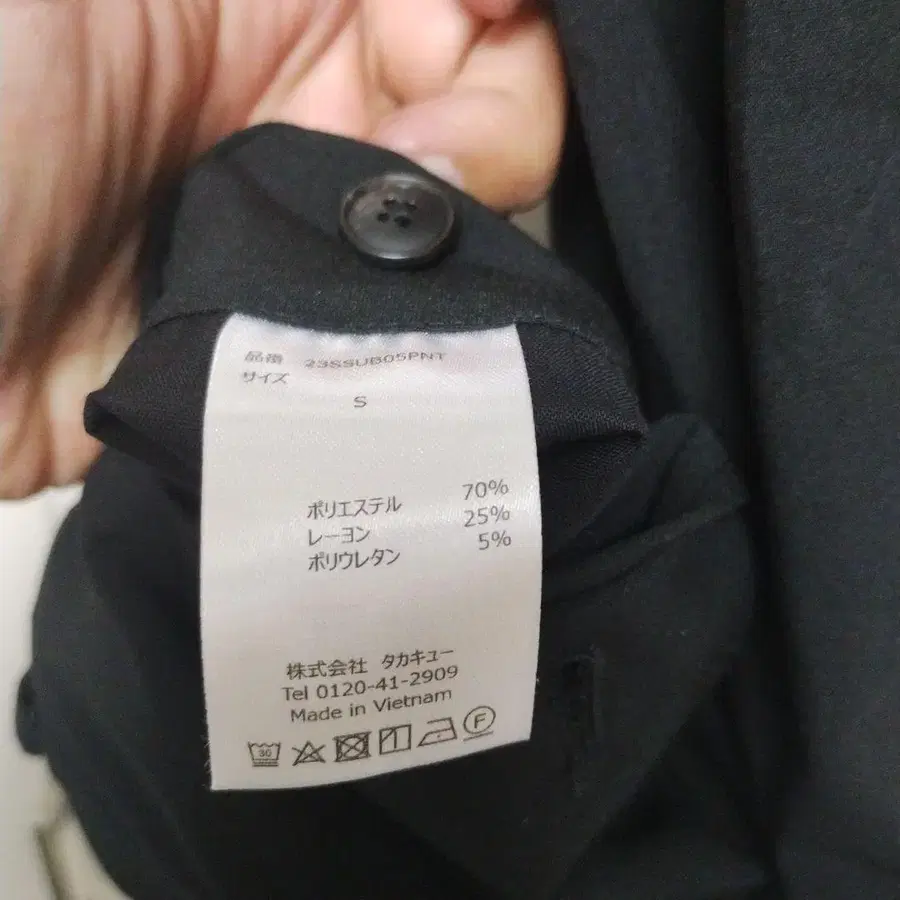 品番 23SSUB05PNT
サイズ
S
ポリエステル 70%
レーヨン 25%
ポリウレタン 5%
株式会社 タカキュー
Tel 0120-41-2909
Made in Vietnam
30 F